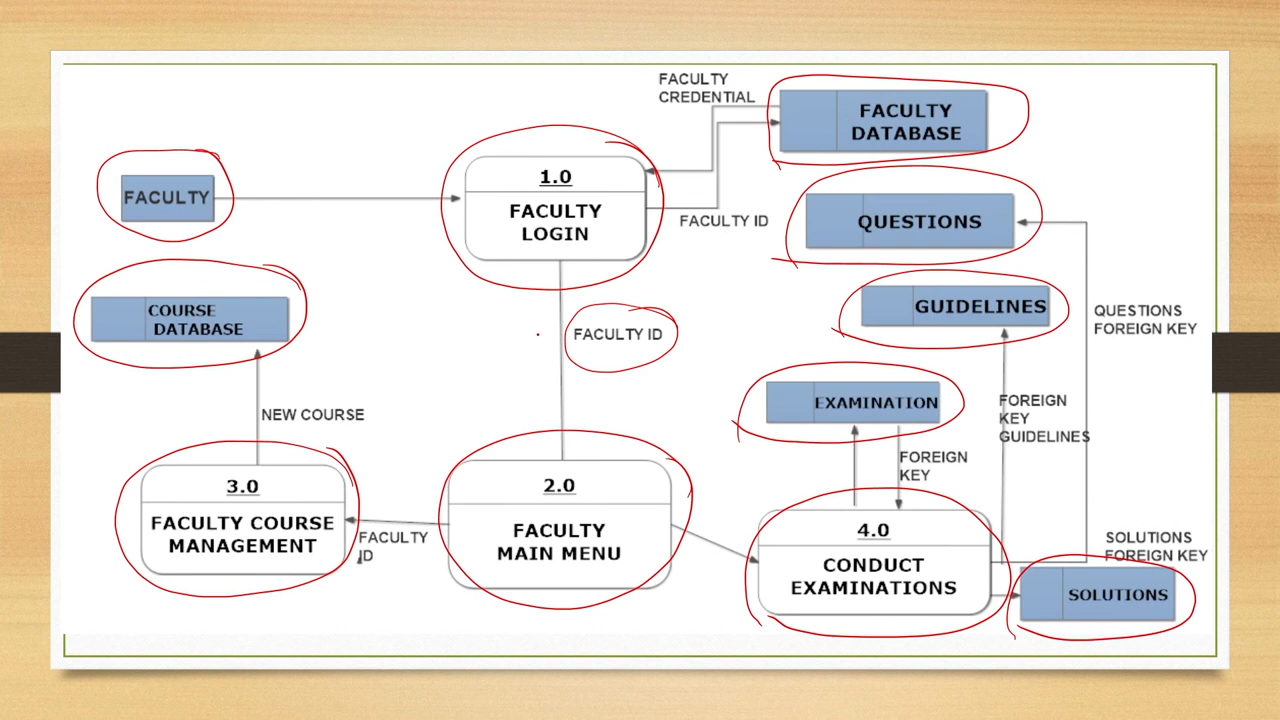 FACULTY
CREDENTIAL
FACULTY
DATABASE
FACULTY
1.0
FACULTY
LOGIN
FACULTY ID
QUESTIONS
COURSE
DATABASE
FACULTY ID
GUIDELINES
QUESTIONS
FOREIGN KEY
NEW COURSE
EXAMINATION
FOREIGN
KEY
GUIDELINES
FOREIGN
KEY
3.0
FACULTY COURSE
MANAGEMENT
FACULTY
ID
2.0
FACULTY
MAIN MENU
4.0
CONDUCT
EXAMINATIONS
SOLUTIONS
FOREIGN KEY
SOLUTIONS